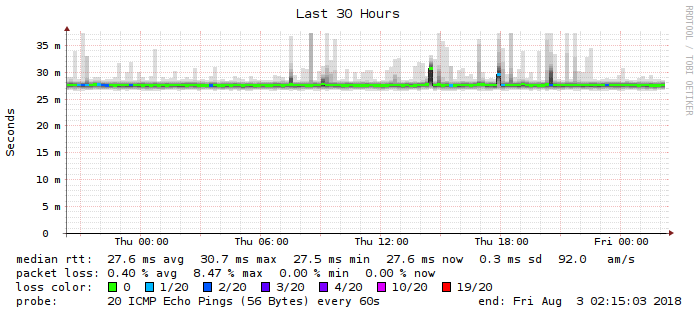 Last 30 Hours
RRDTOOL / TOBI OETIKER
Seconds
35 m
30 m
25 m
20 m
15 m
10 m
5 m
0
Thu 00:00 Thu 06:00 Thu 12:00 Thu 18:00 Fri 00:00
median rtt: 27.6 ms avg 30.7 ms max 27.5 ms min 27.6 ms now 0.3 ms sd 92.0 am/s
packet loss: 0.40 % avg 8.47 % max 0.00 % min 0.00 % now
loss color: 0 1/20 2/20 3/20 4/20 10/20 19/20
probe: 20 ICMP Echo Pings (56 Bytes) every 60s end: Fri Aug 3 02:15:03 2018